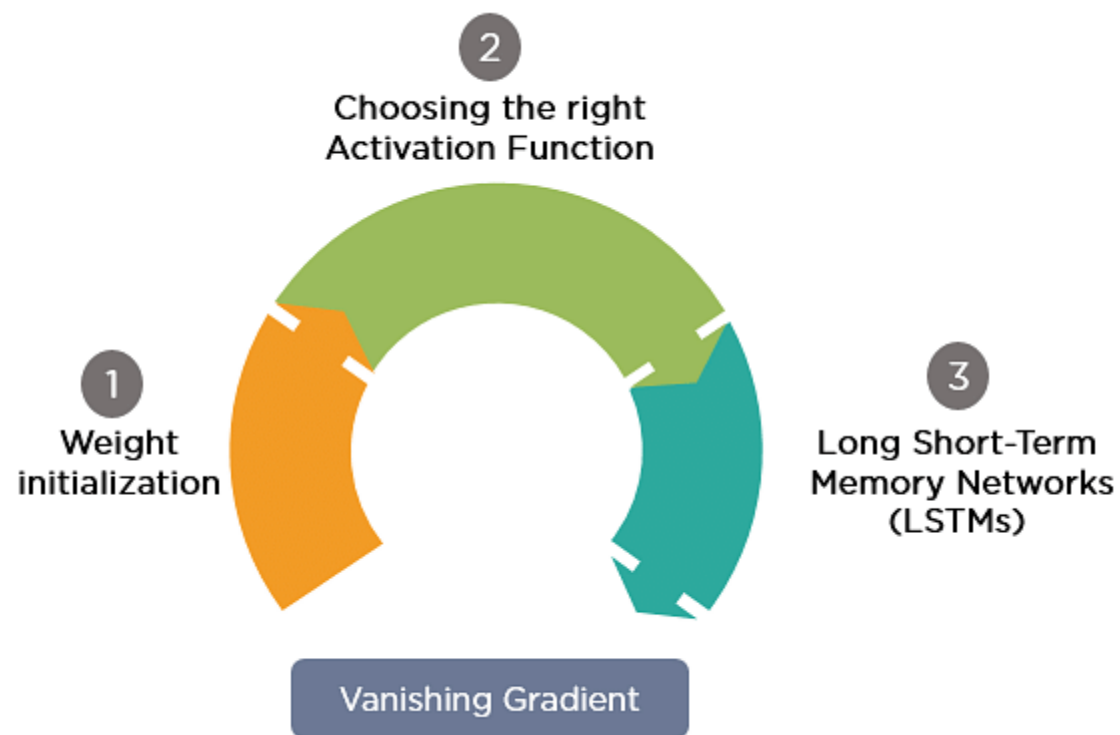 1
Weight
initialization
2
Choosing the right
Activation Function
3
Long Short-Term
Memory Networks
(LSTMs)
Vanishing Gradient